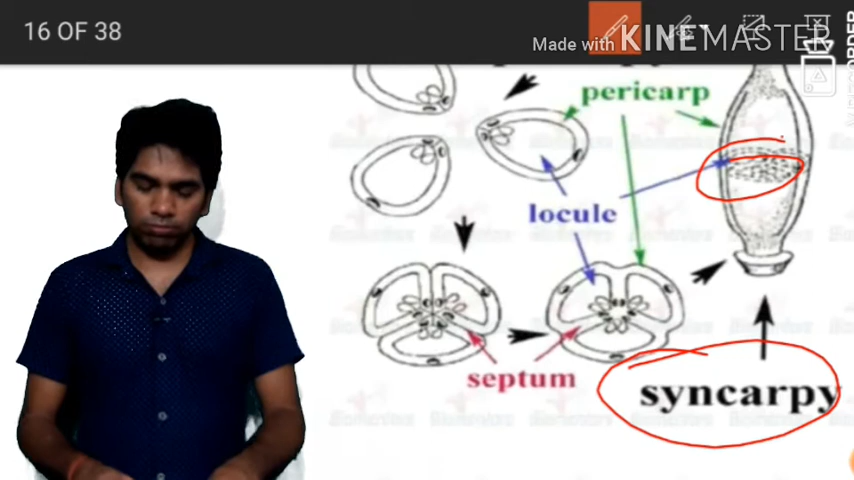 16 OF 38
Made with KINEMASTER
pericarp
locule
septum
syncarpy